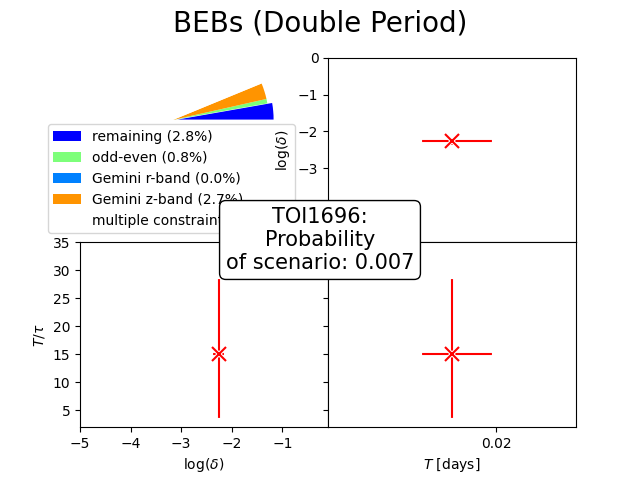 BEBs (Double Period)
remaining (2.8%)
odd-even (0.8%)
Gemini r-band (0.0%)
Gemini z-band (2.7%)
multiple constraint
0
−1
−2
−3
log(δ)
TOI1696:
Probability
of scenario: 0.007
35
30
25
20
15
10
5
T/τ
−5 −4 −3 −2 −1
log(δ)
0.02
T [days]